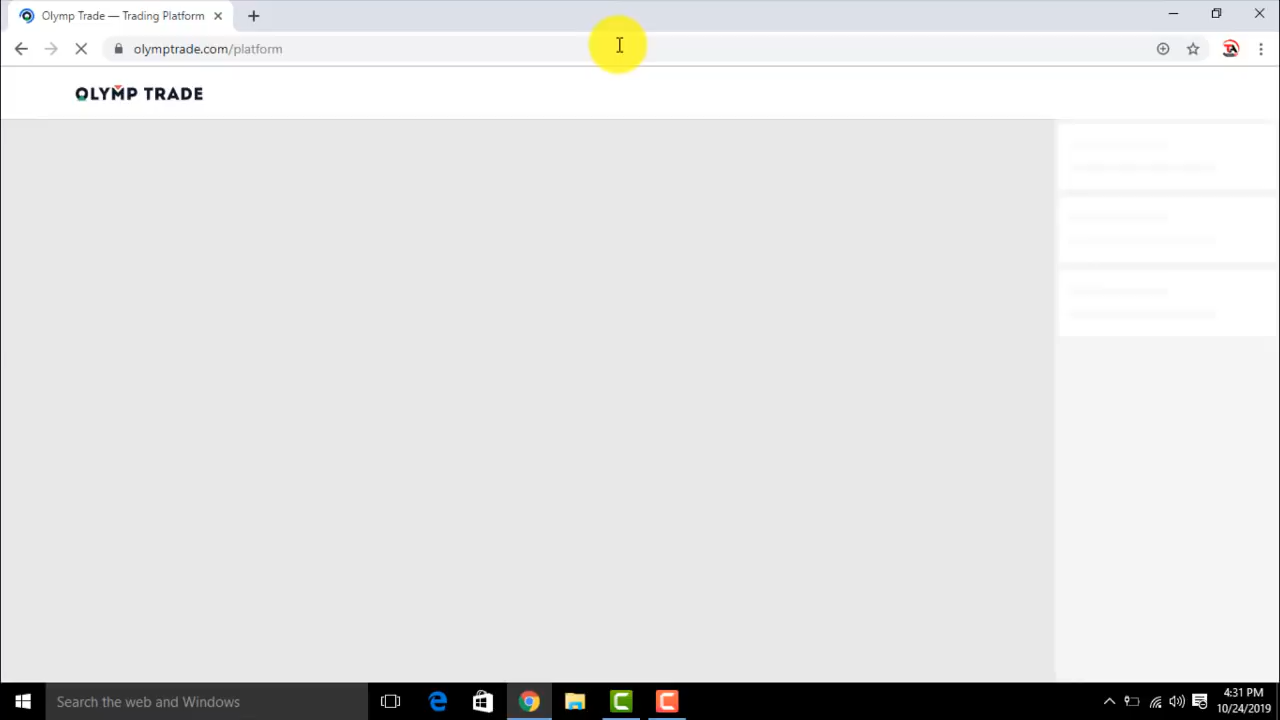 Olymp Trade — Trading Platform
olymptrade.com/platform
OLYMP TRADE
Search the web and Windows
4:31 PM
10/24/2019